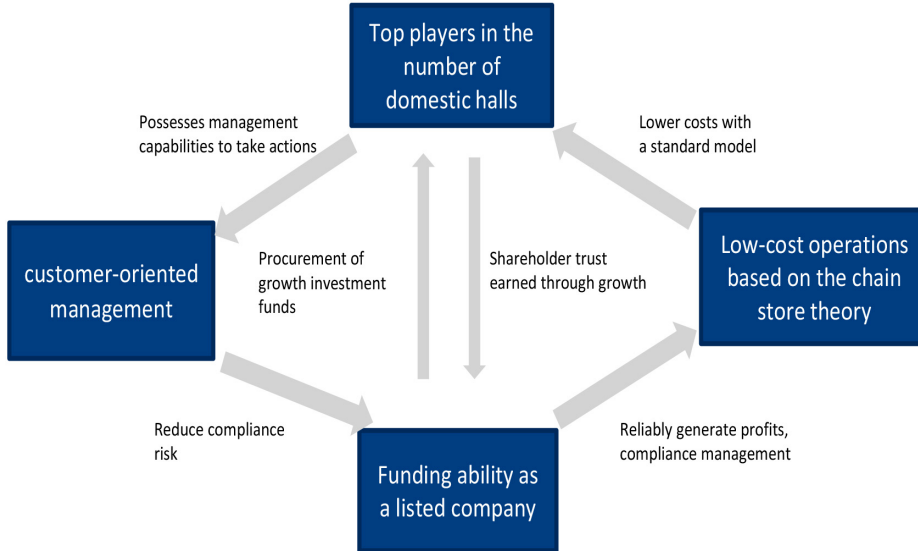 Top players in the
number of
domestic halls
Possesses management
capabilities to take actions
Lower costs with
a standard model
customer-oriented
management
Procurement of
growth investment
funds
Shareholder trust
earned through growth
Low-cost operations
based on the chain
store theory
Reduce compliance
risk
Funding ability as
a listed company
Reliably generate profits,
compliance management